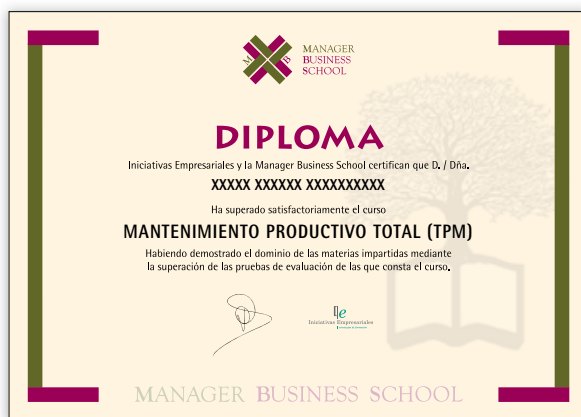 M B
MANAGER
BUSINESS
SCHOOL
DIPLOMA
Iniciativas Empresariales y la Manager Business School certifican que D. / Dña.
XXXXX XXXXXX XXXXXXXXXX
Ha superado satisfactoriamente el curso
MANTENIMIENTO PRODUCTIVO TOTAL (TPM)
Habiendo demostrado el dominio de las materias impartidas mediante
la superación de las pruebas de evaluación de las que consta el curso.
Ie
Iniciativas Empresariales
MANAGER BUSINESS SCHOOL